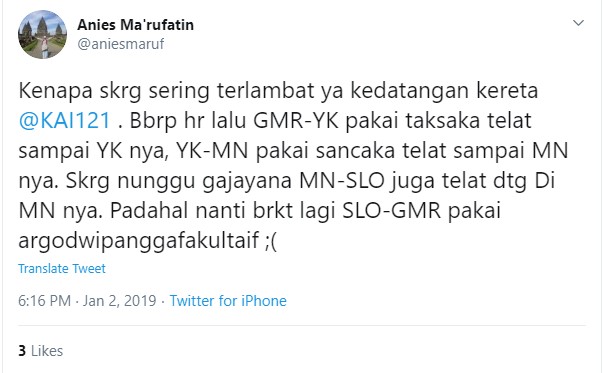 Anies Ma'rufatin
@aniesmaruf
Kenapa skrg sering terlambat ya kedatangan kereta
@KAI121 . Bbrp hr lalu GMR-YK pakai taksaka telat
sampai YK nya, YK-MN pakai sancaka telat sampai MN
nya. Skrg nunggu gajayana MN-SLO juga telat dtg Di
MN nya. Padahal nanti brkt lagi SLO-GMR pakai
argodwipanggafakultaif ;(
Translate Tweet
6:16 PM · Jan 2, 2019 · Twitter for iPhone
3 Likes